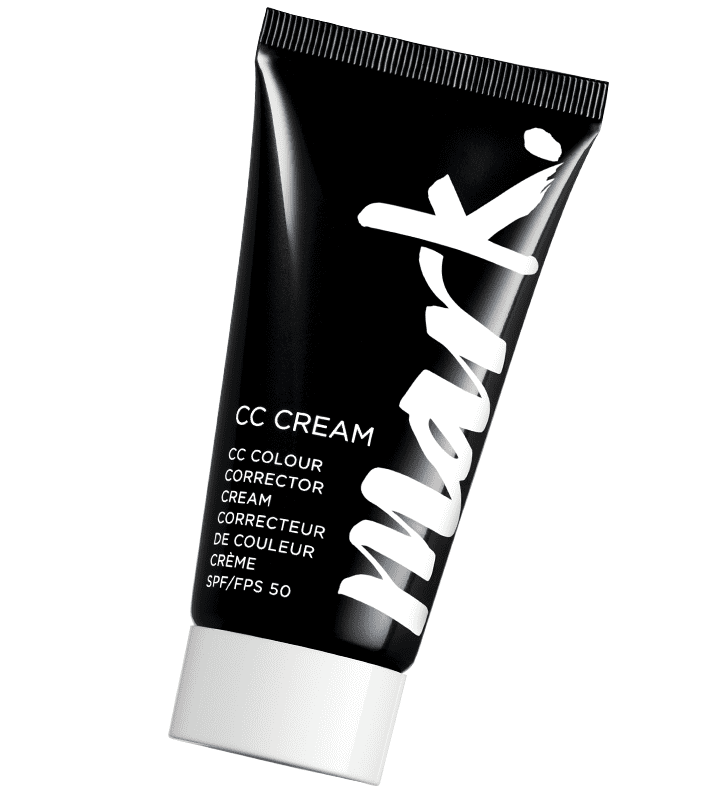 mark.
CC CREAM
CC COLOUR
CORRECTOR
CREAM
CORRECTEUR
DE COULEUR
CRÈME
SPF/FPS 50